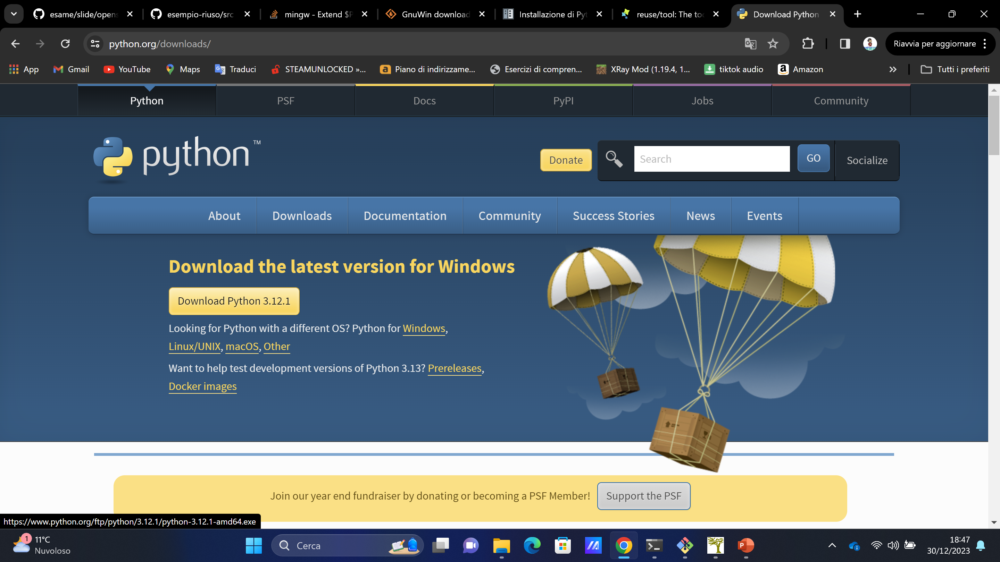 esame/slide/opens
esempio-riuso/src
mingw - Extend $P
GnuWin download
Installazione di Pyt
reuse/tool: The too
Download Python
python.org/downloads/
Riavvia per aggiornare
App
Gmail
YouTube
Maps
Traduci
STEAMUNLOCKED »...
Piano di indirizzame...
Esercizi di compren...
XRay Mod (1.19.4, 1...
tiktok audio
Amazon
Tutti i preferiti
Python
PSF
Docs
PyPI
Jobs
Community
python™
Donate
Search
GO
Socialize
About
Downloads
Documentation
Community
Success Stories
News
Events
Download the latest version for Windows
Download Python 3.12.1
Looking for Python with a different OS? Python for Windows,
Linux/UNIX, macOS, Other
Want to help test development versions of Python 3.13? Prereleases,
Docker images
Join our year end fundraiser by donating or becoming a PSF Member!
Support the PSF
https://www.python.org/ftp/python/3.12.1/python-3.12.1-amd64.exe
1
11°C
Nuvoloso
Cerca
18:47
30/12/2023